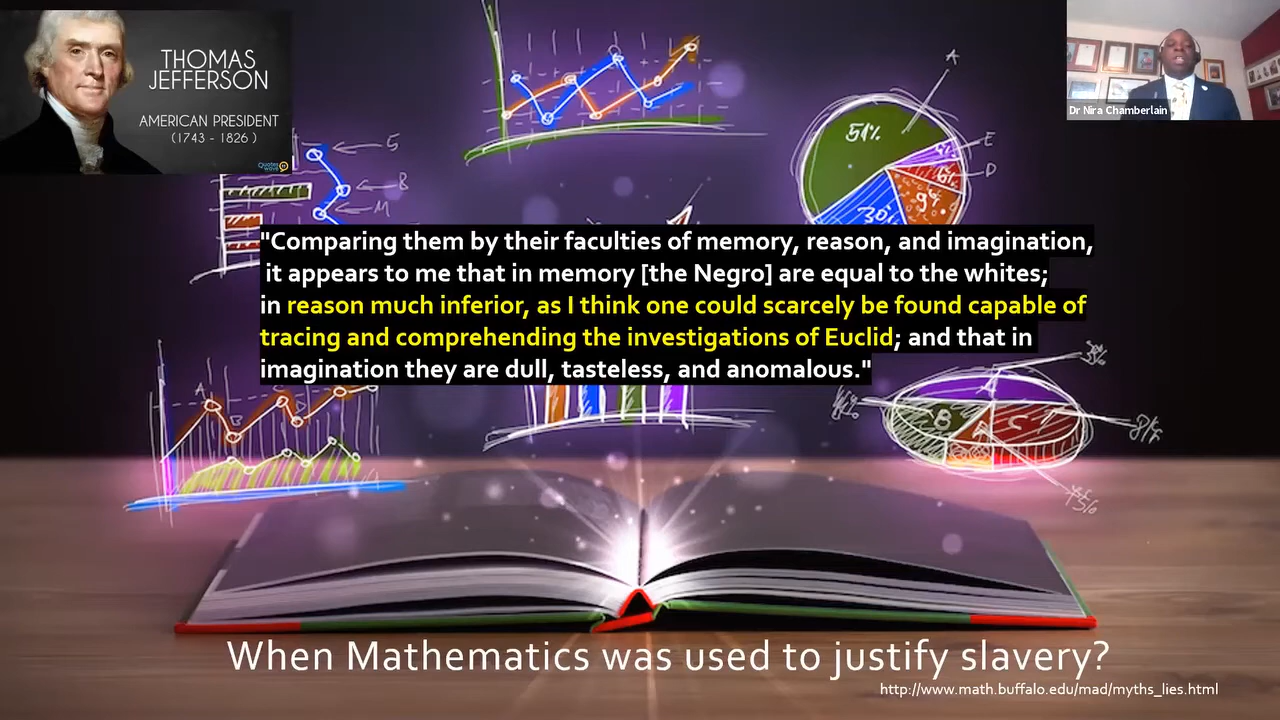 THOMAS
JEFFERSON
AMERICAN PRESIDENT
(1743 - 1826 )
Dr Nira Chamberlain
A
51%
E
D
6%
9%
30%
G
B
M
"Comparing them by their faculties of memory, reason, and imagination,
it appears to me that in memory [the Negro] are equal to the whites;
in reason much inferior, as I think one could scarcely be found capable of
tracing and comprehending the investigations of Euclid; and that in
imagination they are dull, tasteless, and anomalous."
A
B
When Mathematics was used to justify slavery?
http://www.math.buffalo.edu/mad/myths_lies.html